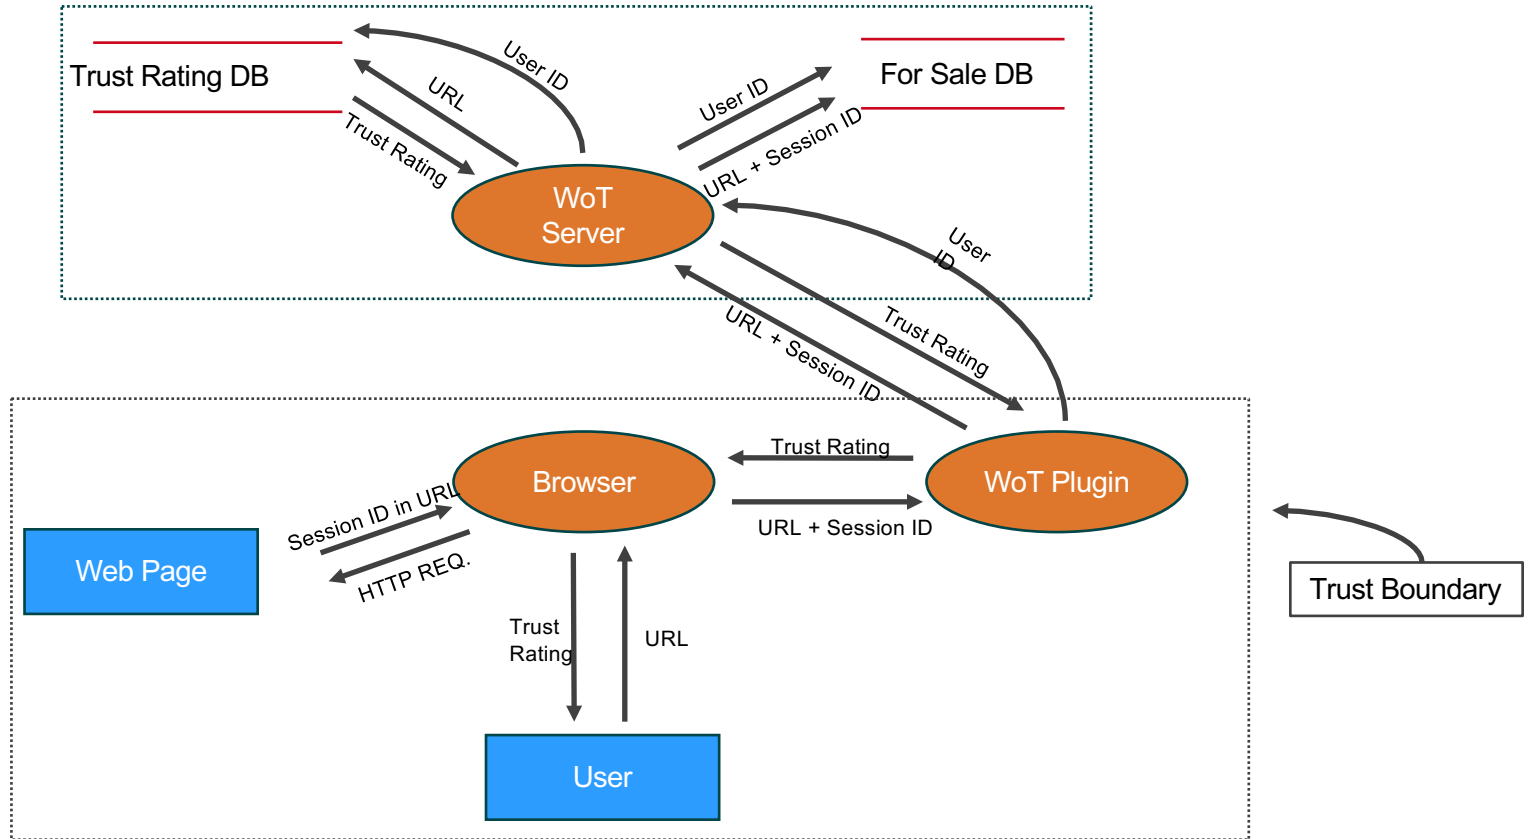 User ID
Trust Rating DB
URL
Trust Rating
User ID
For Sale DB
URL + Session ID
WoT
Server
User
ID
URL + Session ID
Trust Rating
Trust Rating
Browser
WoT Plugin
URL + Session ID
Session ID in URL
HTTP REQ.
Web Page
Trust Boundary
Trust
Rating
URL
User